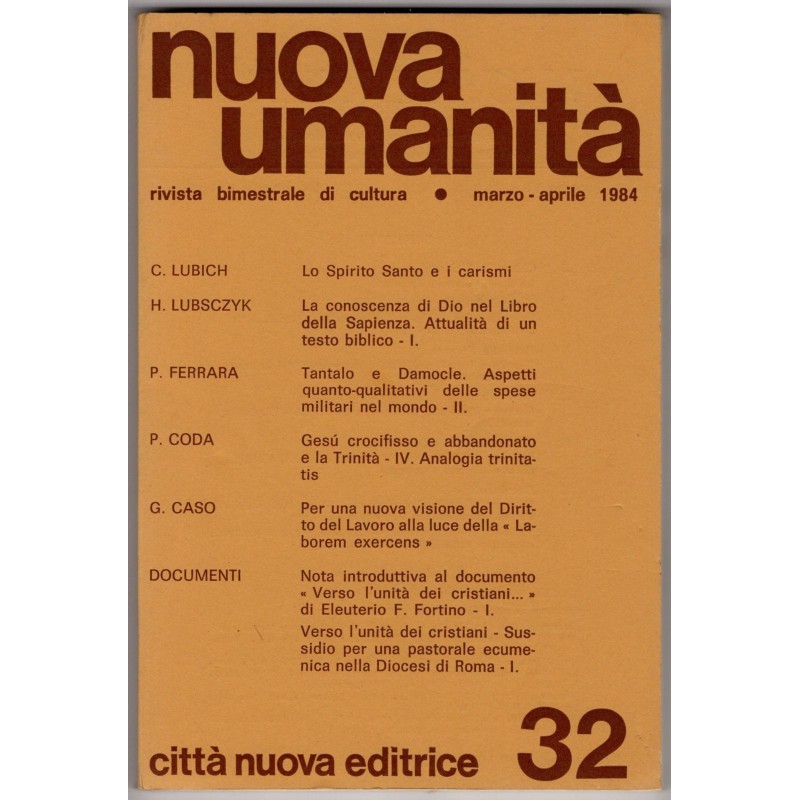 nuova
umanità
rivista bimestrale di cultura ● marzo - aprile 1984
C. LUBICH Lo Spirito Santo e i carismi
H. LUBSCZYK La conoscenza di Dio nel Libro
della Sapienza. Attualità di un
testo biblico - I.
P. FERRARA Tantalo e Damocle. Aspetti
quanto-qualitativi delle spese
militari nel mondo - II.
P. CODA Gesú crocifisso e abbandonato
e la Trinità - IV. Analogia trinita-
tis
G. CASO Per una nuova visione del Dirit-
to del Lavoro alla luce della « La-
borem exercens »
DOCUMENTI Nota introduttiva al documento
« Verso l'unità dei cristiani... »
di Eleuterio F. Fortino - I.
Verso l'unità dei cristiani - Sus-
sidio per una pastorale ecume-
nica nella Diocesi di Roma - I.
città nuova editrice 32